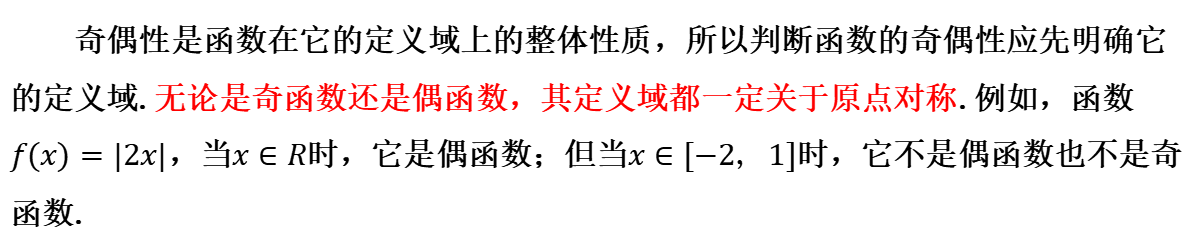 奇偶性是函数在它的定义域上的整体性质，所以判断函数的奇偶性应先明确它
的定义域. 无论是奇函数还是偶函数，其定义域都一定关于原点对称. 例如，函数
f(x) = |2x|，当x ∈ R时，它是偶函数；但当x ∈ [−2，1]时，它不是偶函数也不是奇
函数.